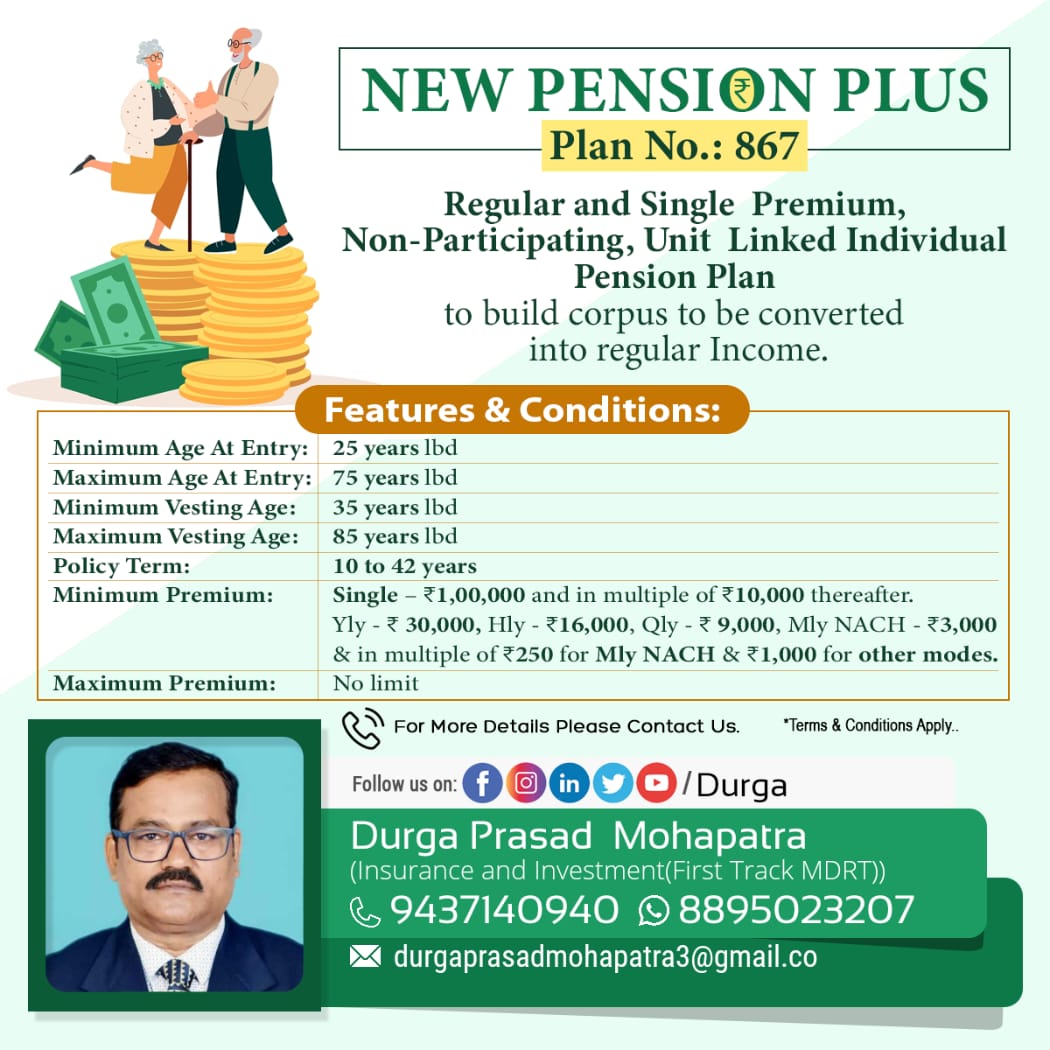 NEW PENSION PLUS
Plan No.: 867
Regular and Single Premium,
Non-Participating, Unit Linked Individual
Pension Plan
to build corpus to be converted
into regular Income.
Features & Conditions:
Minimum Age At Entry: 25 years lbd
Maximum Age At Entry: 75 years lbd
Minimum Vesting Age: 35 years lbd
Maximum Vesting Age: 85 years lbd
Policy Term: 10 to 42 years
Minimum Premium: Single – ₹1,00,000 and in multiple of ₹10,000 thereafter.
Yly - ₹ 30,000, Hly - ₹16,000, Qly - ₹ 9,000, Mly NACH - ₹3,000
& in multiple of ₹250 for Mly NACH & ₹1,000 for other modes.
Maximum Premium: No limit
For More Details Please Contact Us. *Terms & Conditions Apply..
Follow us on: /Durga
Durga Prasad Mohapatra
(Insurance and Investment(First Track MDRT))
9437140940 8895023207
durgaprasadmohapatra3@gmail.co